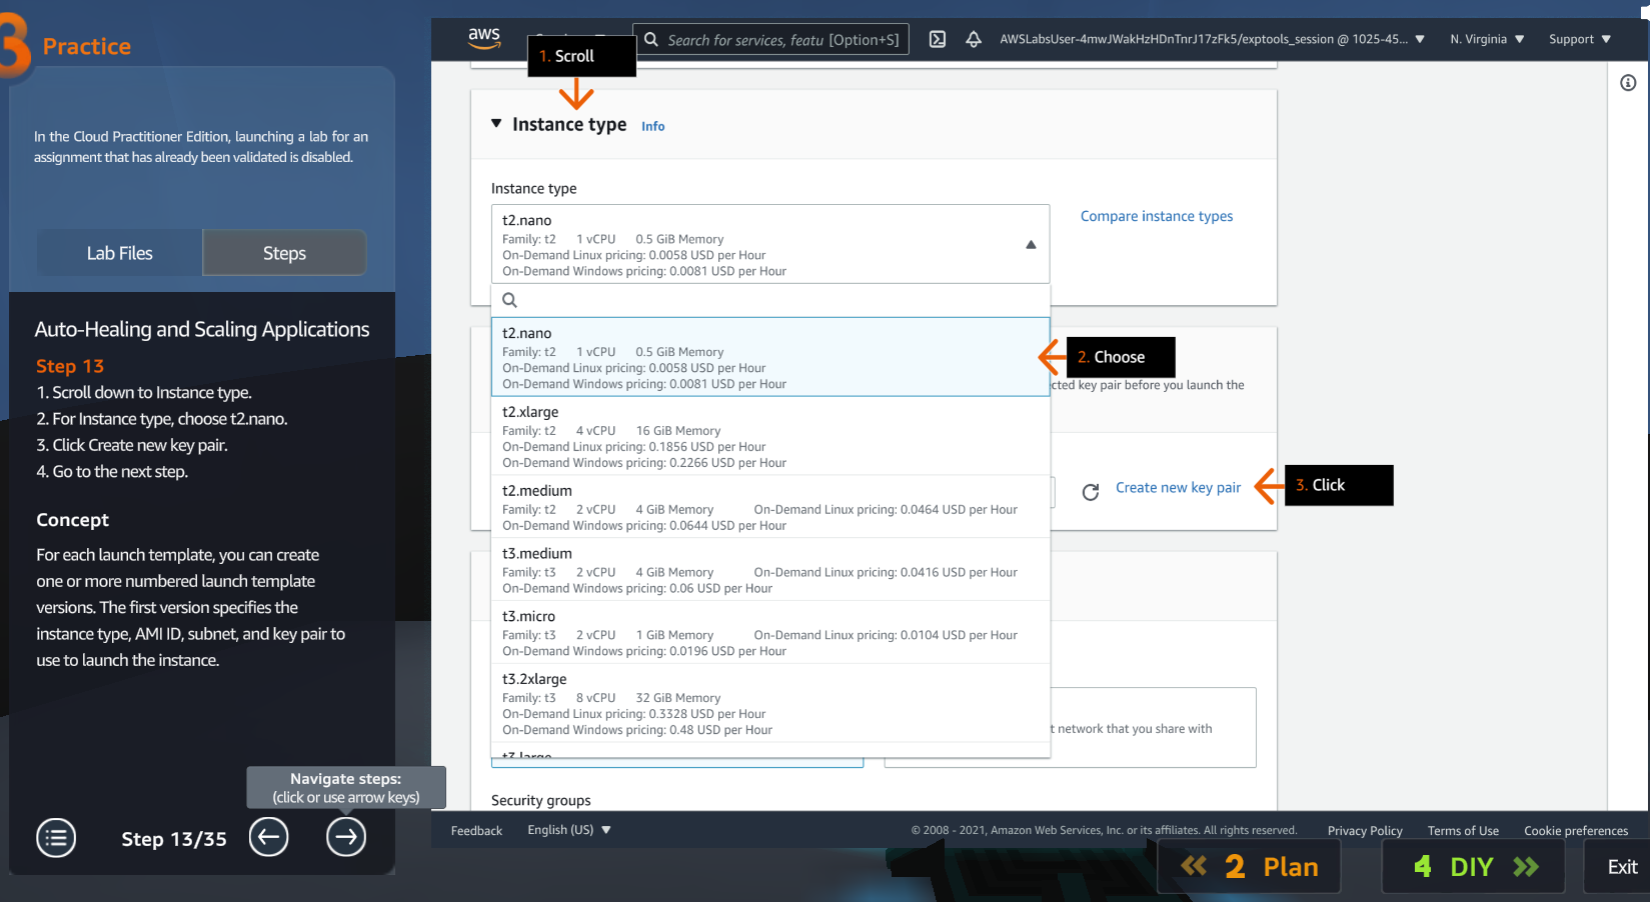 3 Practice
In the Cloud Practitioner Edition, launching a lab for an
assignment that has already been validated is disabled.
Lab Files
Steps
Auto-Healing and Scaling Applications
Step 13
1. Scroll down to Instance type.
2. For Instance type, choose t2.nano.
3. Click Create new key pair.
4. Go to the next step.
Concept
For each launch template, you can create
one or more numbered launch template
versions. The first version specifies the
instance type, AMI ID, subnet, and key pair to
use to launch the instance.
Navigate steps:
(click or use arrow keys)
Step 13/35
aws
Search for services, featu [Option+S]
AWSLabsUser-4mwJWakHzHDnTnrJ17zFk5/exptools_session @ 1025-45...
N. Virginia
Support
1. Scroll
Instance type Info
Instance type
t2.nano
Family: t2 1 vCPU 0.5 GiB Memory
On-Demand Linux pricing: 0.0058 USD per Hour
On-Demand Windows pricing: 0.0081 USD per Hour
Compare instance types
t2.nano
Family: t2 1 vCPU 0.5 GiB Memory
On-Demand Linux pricing: 0.0058 USD per Hour
On-Demand Windows pricing: 0.0081 USD per Hour
2. Choose
cted key pair before you launch the
t2.xlarge
Family: t2 4 vCPU 16 GiB Memory
On-Demand Linux pricing: 0.1856 USD per Hour
On-Demand Windows pricing: 0.2266 USD per Hour
t2.medium
Family: t2 2 vCPU 4 GiB Memory On-Demand Linux pricing: 0.0464 USD per Hour
On-Demand Windows pricing: 0.0644 USD per Hour
Create new key pair
3. Click
t3.medium
Family: t3 2 vCPU 4 GiB Memory On-Demand Linux pricing: 0.0416 USD per Hour
On-Demand Windows pricing: 0.06 USD per Hour
t3.micro
Family: t3 2 vCPU 1 GiB Memory On-Demand Linux pricing: 0.0104 USD per Hour
On-Demand Windows pricing: 0.0196 USD per Hour
t3.2xlarge
Family: t3 8 vCPU 32 GiB Memory
On-Demand Linux pricing: 0.3328 USD per Hour
On-Demand Windows pricing: 0.48 USD per Hour
t network that you share with
t3.large
Security groups
Feedback
English (US)
© 2008 - 2021, Amazon Web Services, Inc. or its affiliates. All rights reserved.
Privacy Policy
Terms of Use
Cookie preferences
2 Plan
4 DIY
Exit